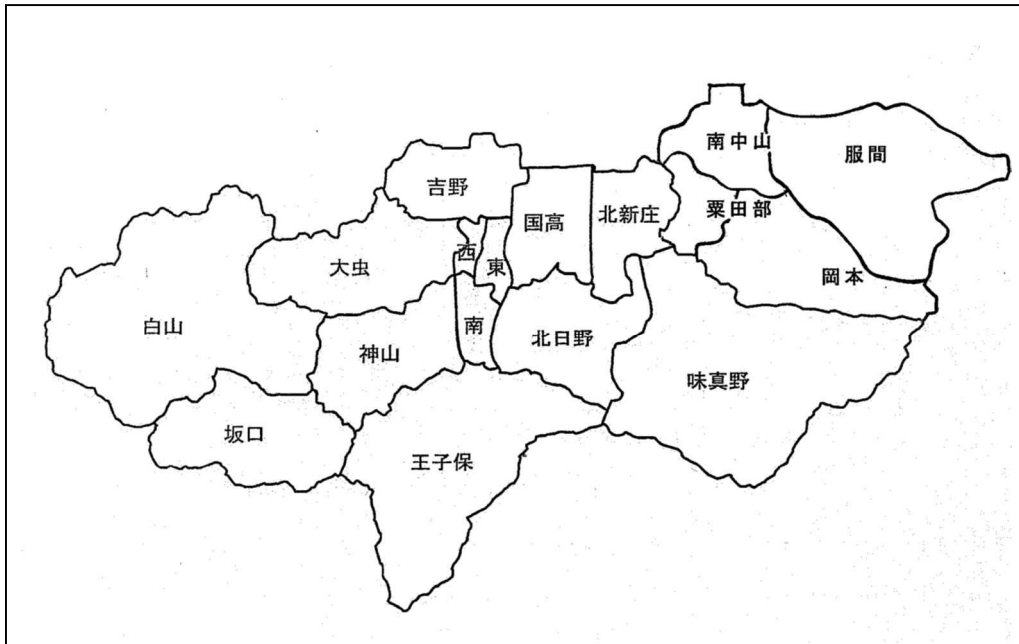 南中山
服間
吉野
粟田部
国高
北新庄
西
東
大虫
岡本
白山
南
北日野
神山
味真野
坂口
王子保